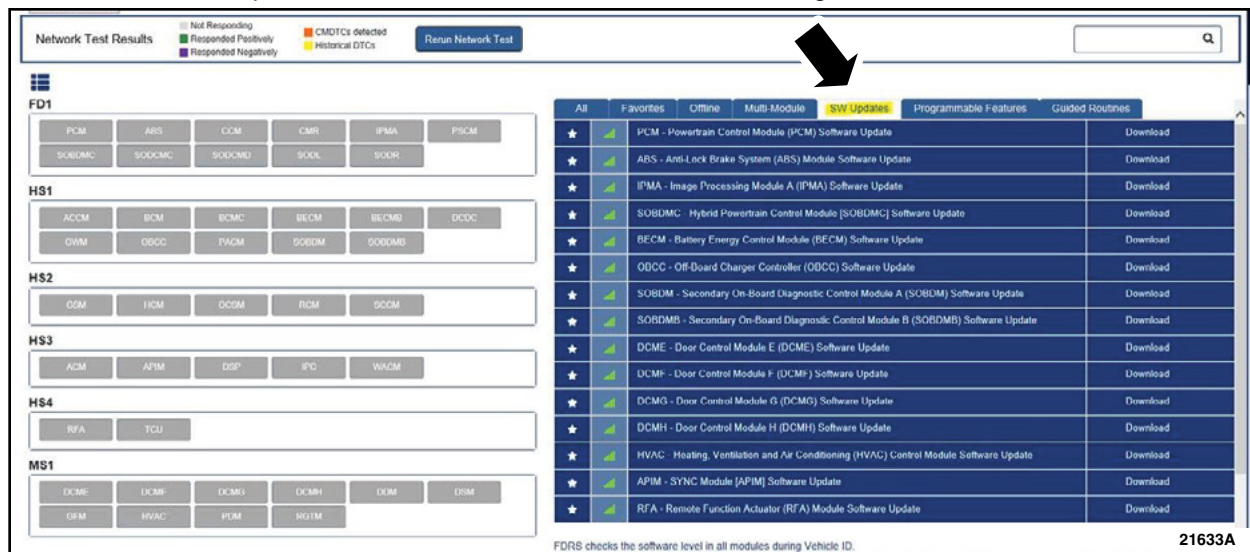 Network Test Results
Not Responding
Responded Positively
Responded Negatively
CMDTCs detected
Historical DTCs
Rerun Network Test
FD1
PCM ABS CCM CMR IPMA PSCM
SOBDMC SODCMC SODCMD SODL SODR
HS1
ACCM BCM BCMC BECM BECMB DCDC
GWM OBCC PACM SOBDM SOBDMB
HS2
GSM HCM OCSM RCM SCCM
HS3
ACM APIM DSP IPC WACM
HS4
RFA TCU
MS1
DCME DCMF DCMG DCMH DDM DSM
GFM HVAC PDM RGTM
All Favorites Offline Multi-Module SW Updates Programmable Features Guided Routines
PCM - Powertrain Control Module (PCM) Software Update Download
ABS - Anti-Lock Brake System (ABS) Module Software Update Download
IPMA - Image Processing Module A (IPMA) Software Update Download
SOBDMC - Hybrid Powertrain Control Module [SOBDMC] Software Update Download
BECM - Battery Energy Control Module (BECM) Software Update Download
OBCC - Off-Board Charger Controller (OBCC) Software Update Download
SOBDM - Secondary On-Board Diagnostic Control Module A (SOBDM) Software Update Download
SOBDMB - Secondary On-Board Diagnostic Control Module B (SOBDMB) Software Update Download
DCME - Door Control Module E (DCME) Software Update Download
DCMF - Door Control Module F (DCMF) Software Update Download
DCMG - Door Control Module G (DCMG) Software Update Download
DCMH - Door Control Module H (DCMH) Software Update Download
HVAC - Heating, Ventilation and Air Conditioning (HVAC) Control Module Software Update Download
APIM - SYNC Module [APIM] Software Update Download
RFA - Remote Function Actuator (RFA) Module Software Update Download
FDRS checks the software level in all modules during Vehicle ID.
21633A